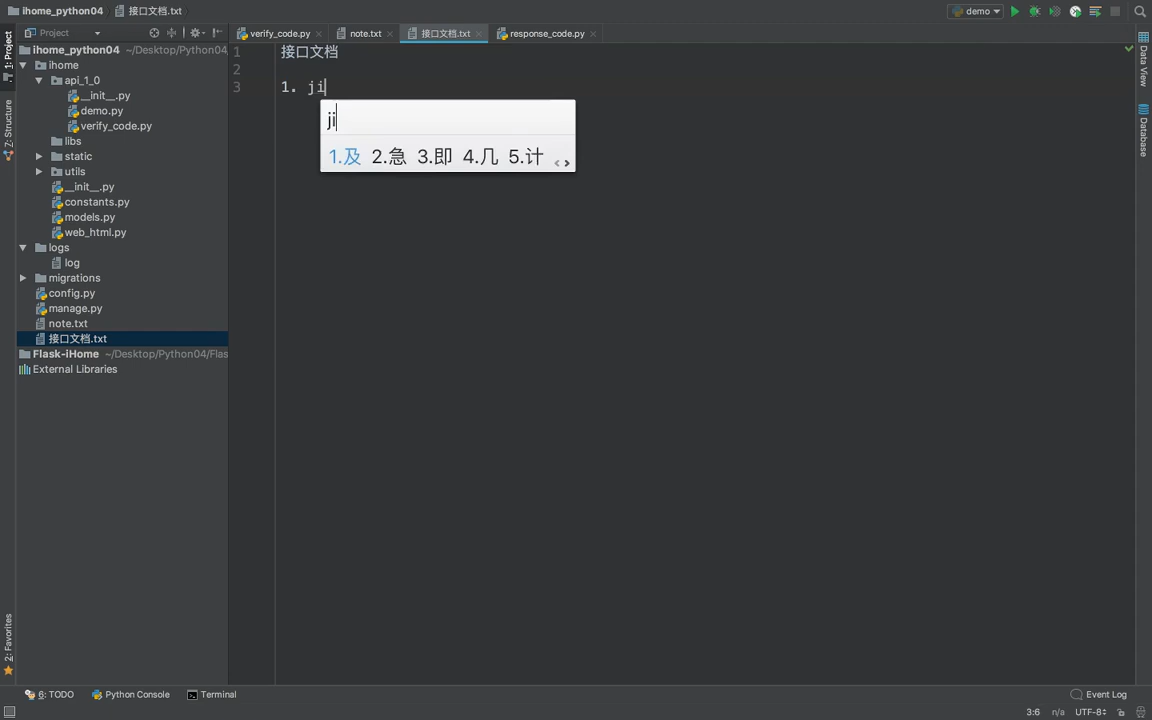 ihome_python04 接口文档.txt demo
Project verify_code.py note.txt 接口文档.txt response_code.py
1: Project
Z: Structure
2: Favorites
Data View
Database
ihome_python04 ~/Desktop/Python04/
ihome
api_1_0
__init__.py
demo.py
verify_code.py
libs
static
utils
__init__.py
constants.py
models.py
web_html.py
logs
log
migrations
config.py
manage.py
note.txt
接口文档.txt
Flask-iHome ~/Desktop/Python04/Flas
External Libraries
1 接口文档
2
3 1. ji
ji
1.及 2.急 3.即 4.几 5.计 < >
6: TODO Python Console Terminal Event Log
3:6 n/a UTF-8